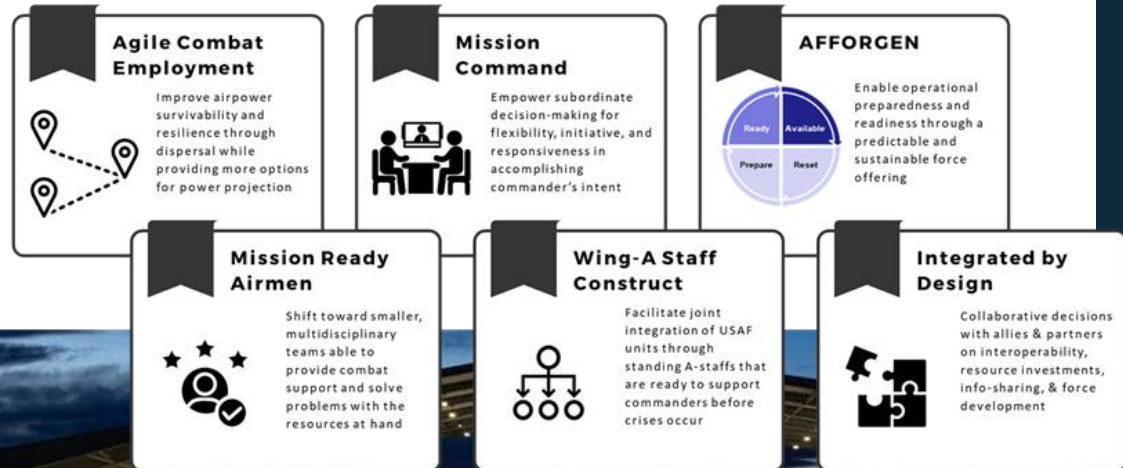 Agile Combat
Employment
Improve airpower
survivability and
resilience through
dispersal while
providing more options
for power projection
Mission
Command
Empower subordinate
decision-making for
flexibility, initiative, and
responsiveness in
accomplishing
commander's intent
AFFORGEN
Ready
Available
Prepare
Reset
Enable operational
preparedness and
readiness through a
predictable and
sustainable force
offering
Mission Ready
Airmen
Shift toward smaller,
multidisciplinary
teams able to
provide combat
support and solve
problems with the
resources at hand
Wing-A Staff
Construct
Facilitate joint
integration of USAF
units through
standing A-staffs that
are ready to support
commanders before
crises occur
Integrated by
Design
Collaborative decisions
with allies & partners
on interoperability,
resource investments,
info-sharing, & force
development